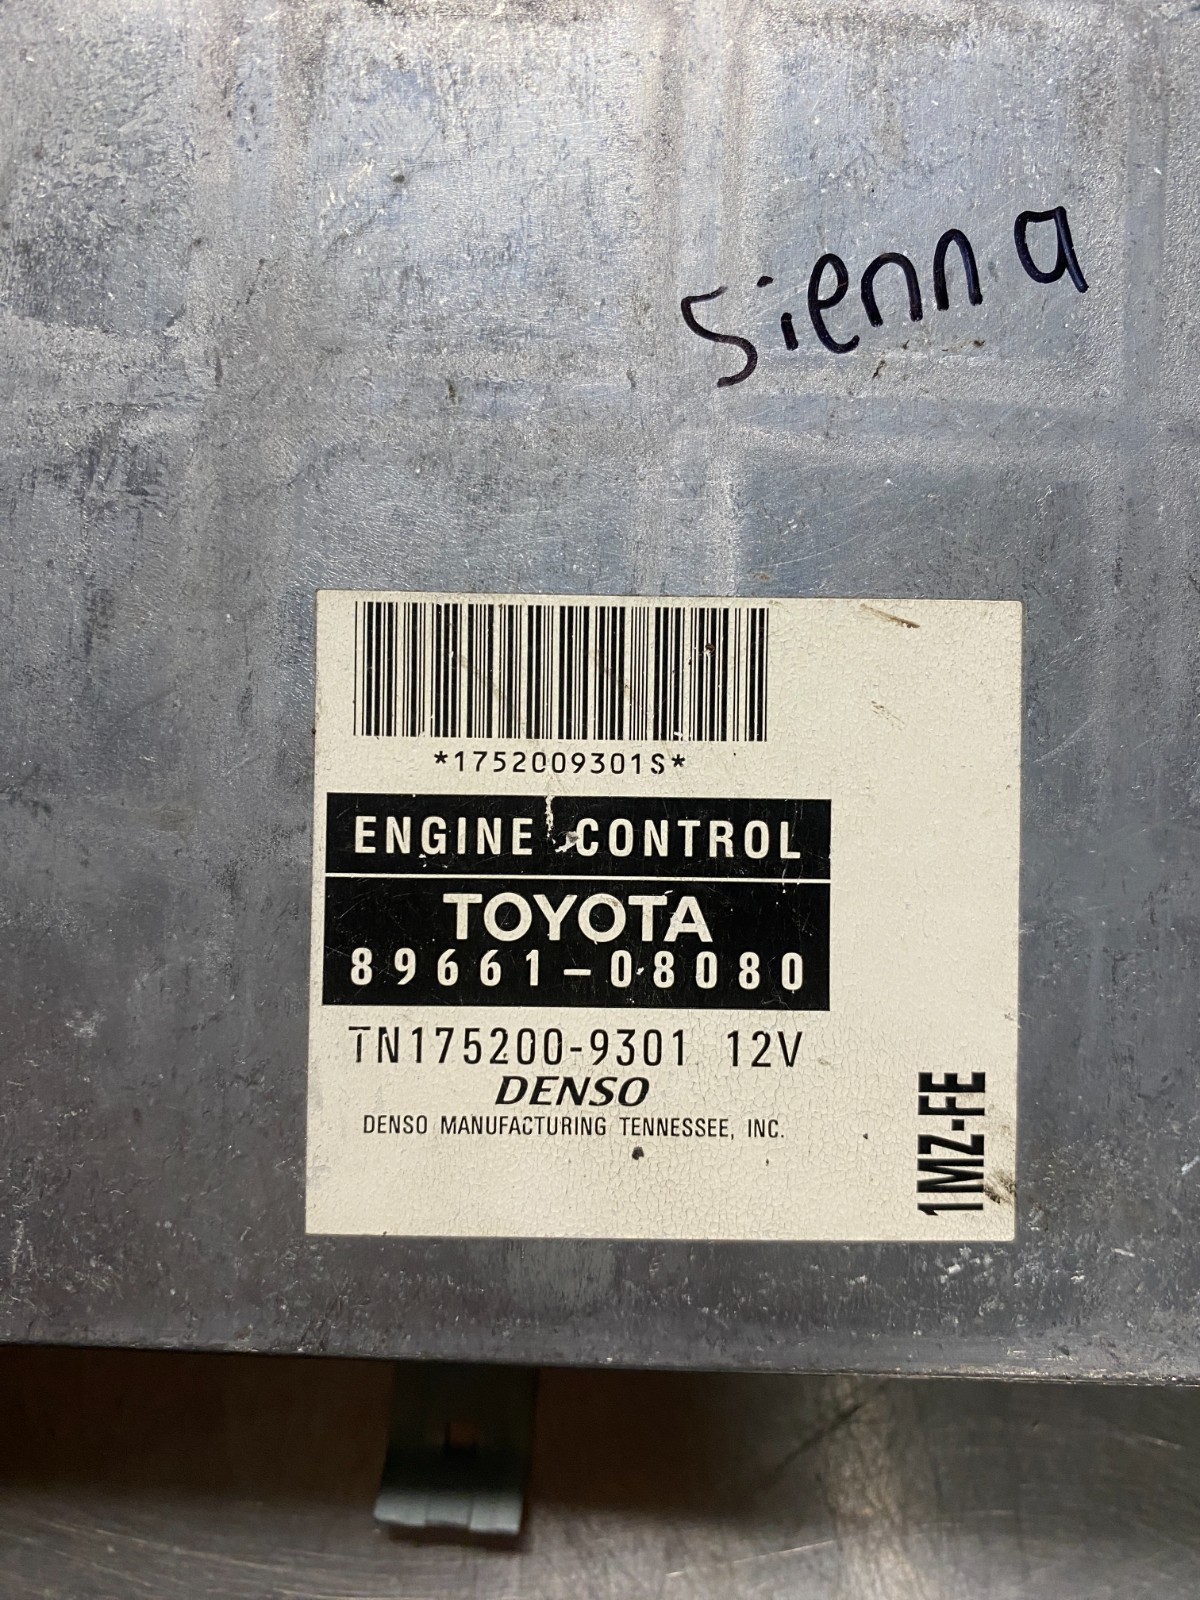 Sienna
*1752009301S*
ENGINE CONTROL
TOYOTA
89661-08080
TN175200-9301 12V
DENSO
DENSO MANUFACTURING TENNESSEE, INC.
1MZ-FE